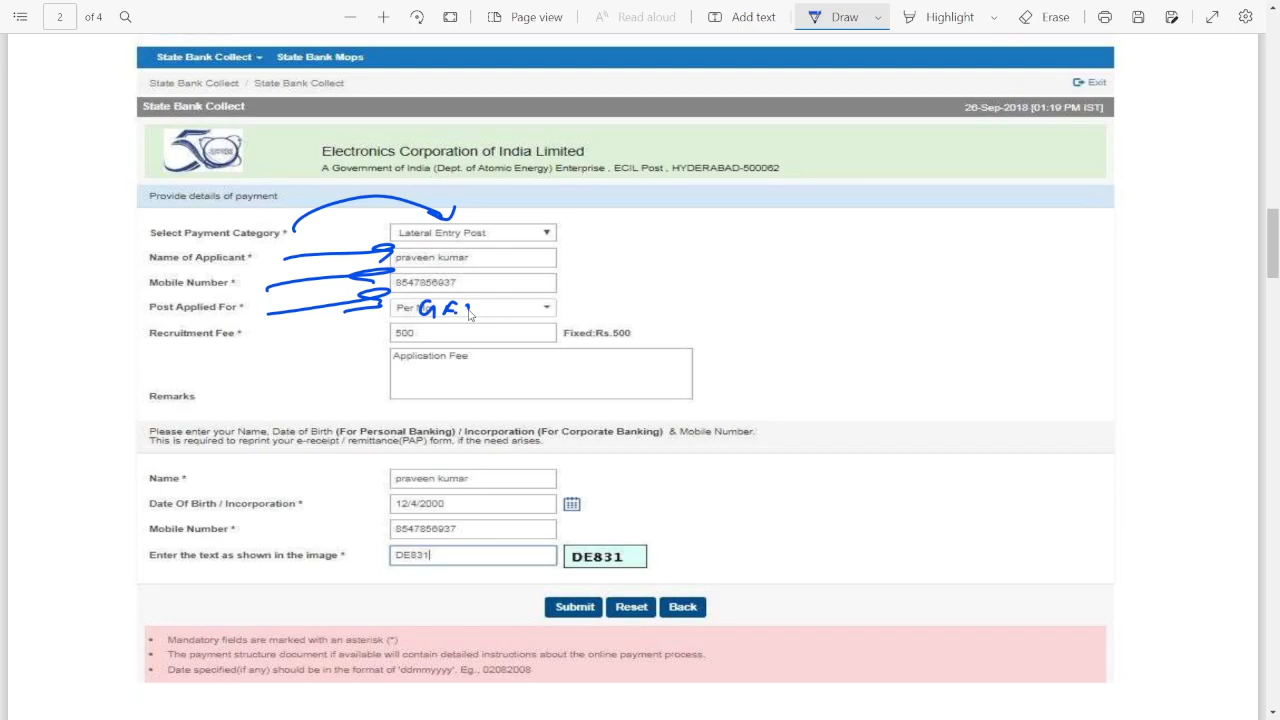 2 of 4 Page view Read aloud Add text Draw Highlight Erase
State Bank Collect State Bank Mops
State Bank Collect / State Bank Collect Exit
State Bank Collect 26-Sep-2018 [01:19 PM IST]
Electronics Corporation of India Limited
A Government of India (Dept. of Atomic Energy) Enterprise , ECIL Post , HYDERABAD-500062
Provide details of payment
Select Payment Category * Lateral Entry Post
Name of Applicant * praveen kumar
Mobile Number * 8547856937
Post Applied For * Per
Recruitment Fee * 500 Fixed:Rs.500
Application Fee
Remarks
Please enter your Name, Date of Birth (For Personal Banking) / Incorporation (For Corporate Banking) & Mobile Number.
This is required to reprint your e-receipt / remittance(PAP) form, if the need arises.
Name * praveen kumar
Date Of Birth / Incorporation * 12/4/2000
Mobile Number * 8547856937
Enter the text as shown in the image * DE831 DE831
Submit Reset Back
Mandatory fields are marked with an asterisk (*)
The payment structure document if available will contain detailed instructions about the online payment process.
Date specified(if any) should be in the format of 'ddmmyyyy'. Eg., 02082008